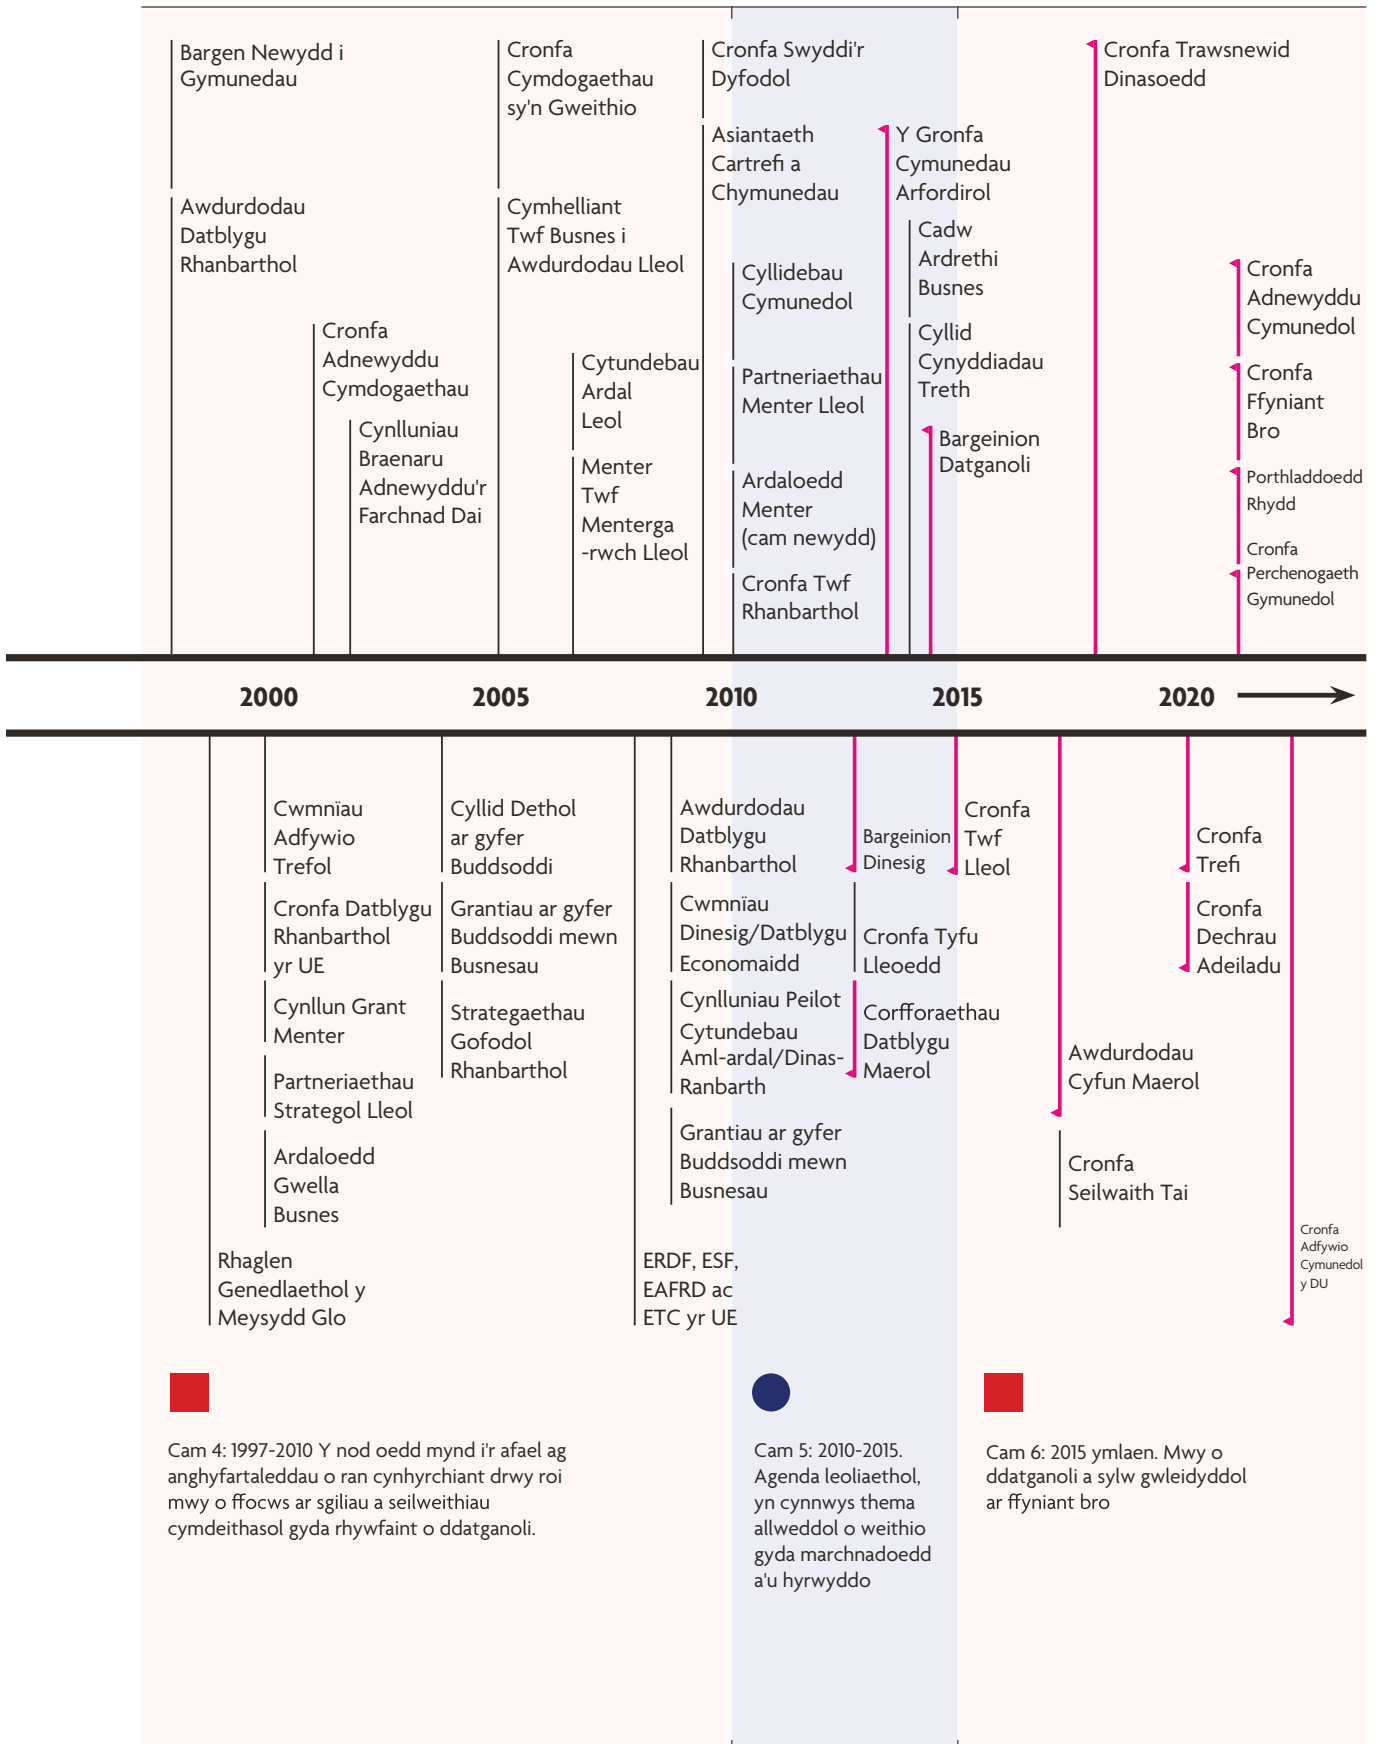 Bargen Newydd i
Gymunedau
Awdurdodau
Datblygu
Rhanbarthol
Cronfa
Adnewyddu
Cymdogaethau
Cynlluniau
Braenaru
Adnewyddu'r
Farchnad Dai
Cronfa
Cymdogaethau
sy'n Gweithio
Cymhelliant
Twf Busnes i
Awdurdodau Lleol
Cytundebau
Ardal
Leol
Menter
Twf
Menterga
-rwch Lleol
Cronfa Swyddi'r
Dyfodol
Asiantaeth
Cartrefi a
Chymunedau
Cyllidebau
Cymunedol
Partneriaethau
Menter Lleol
Ardaloedd
Menter
(cam newydd)
Cronfa Twf
Rhanbarthol
Y Gronfa
Cymunedau
Arfordirol
Cadw
Ardrethi
Busnes
Cyllid
Cynyddiadau
Treth
Bargeinion
Datganoli
Cronfa Trawsnewid
Dinasoedd
Cronfa
Adnewyddu
Cymunedol
Cronfa
Ffyniant
Bro
Porthladdoedd
Rhydd
Cronfa
Perchenogaeth
Gymunedol
2000 2005 2010 2015 2020
Cwmnïau
Adfywio
Trefol
Cronfa Datblygu
Rhanbarthol
yr UE
Cynllun Grant
Menter
Partneriaethau
Strategol Lleol
Ardaloedd
Gwella
Busnes
Rhaglen
Genedlaethol y
Meysydd Glo
Cyllid Dethol
ar gyfer
Buddsoddi
Grantiau ar gyfer
Buddsoddi mewn
Busnesau
Strategaethau
Gofodol
Rhanbarthol
Awdurdodau
Datblygu
Rhanbarthol
Cwmnïau
Dinesig/Datblygu
Economaidd
Cynlluniau Peilot
Cytundebau
Aml-ardal/Dinas-
Ranbarth
Grantiau ar gyfer
Buddsoddi mewn
Busnesau
ERDF, ESF,
EAFRD ac
ETC yr UE
Bargeinion
Dinesig
Cronfa Tyfu
Lleoedd
Corfforaethau
Datblygu
Maerol
Cronfa
Twf
Lleol
Awdurdodau
Cyfun Maerol
Cronfa
Seilwaith Tai
Cronfa
Trefi
Cronfa
Dechrau
Adeiladu
Cronfa
Adfywio
Cymunedol
y DU
Cam 4: 1997-2010 Y nod oedd mynd i'r afael ag
anghyfartaleddau o ran cynhyrchiant drwy roi
mwy o ffocws ar sgiliau a seilweithiau
cymdeithasol gyda rhywfaint o ddatganoli.
Cam 5: 2010-2015.
Agenda leoliaethol,
yn cynnwys thema
allweddol o weithio
gyda marchnadoedd
a'u hyrwyddo
Cam 6: 2015 ymlaen. Mwy o
ddatganoli a sylw gwleidyddol
ar ffyniant bro